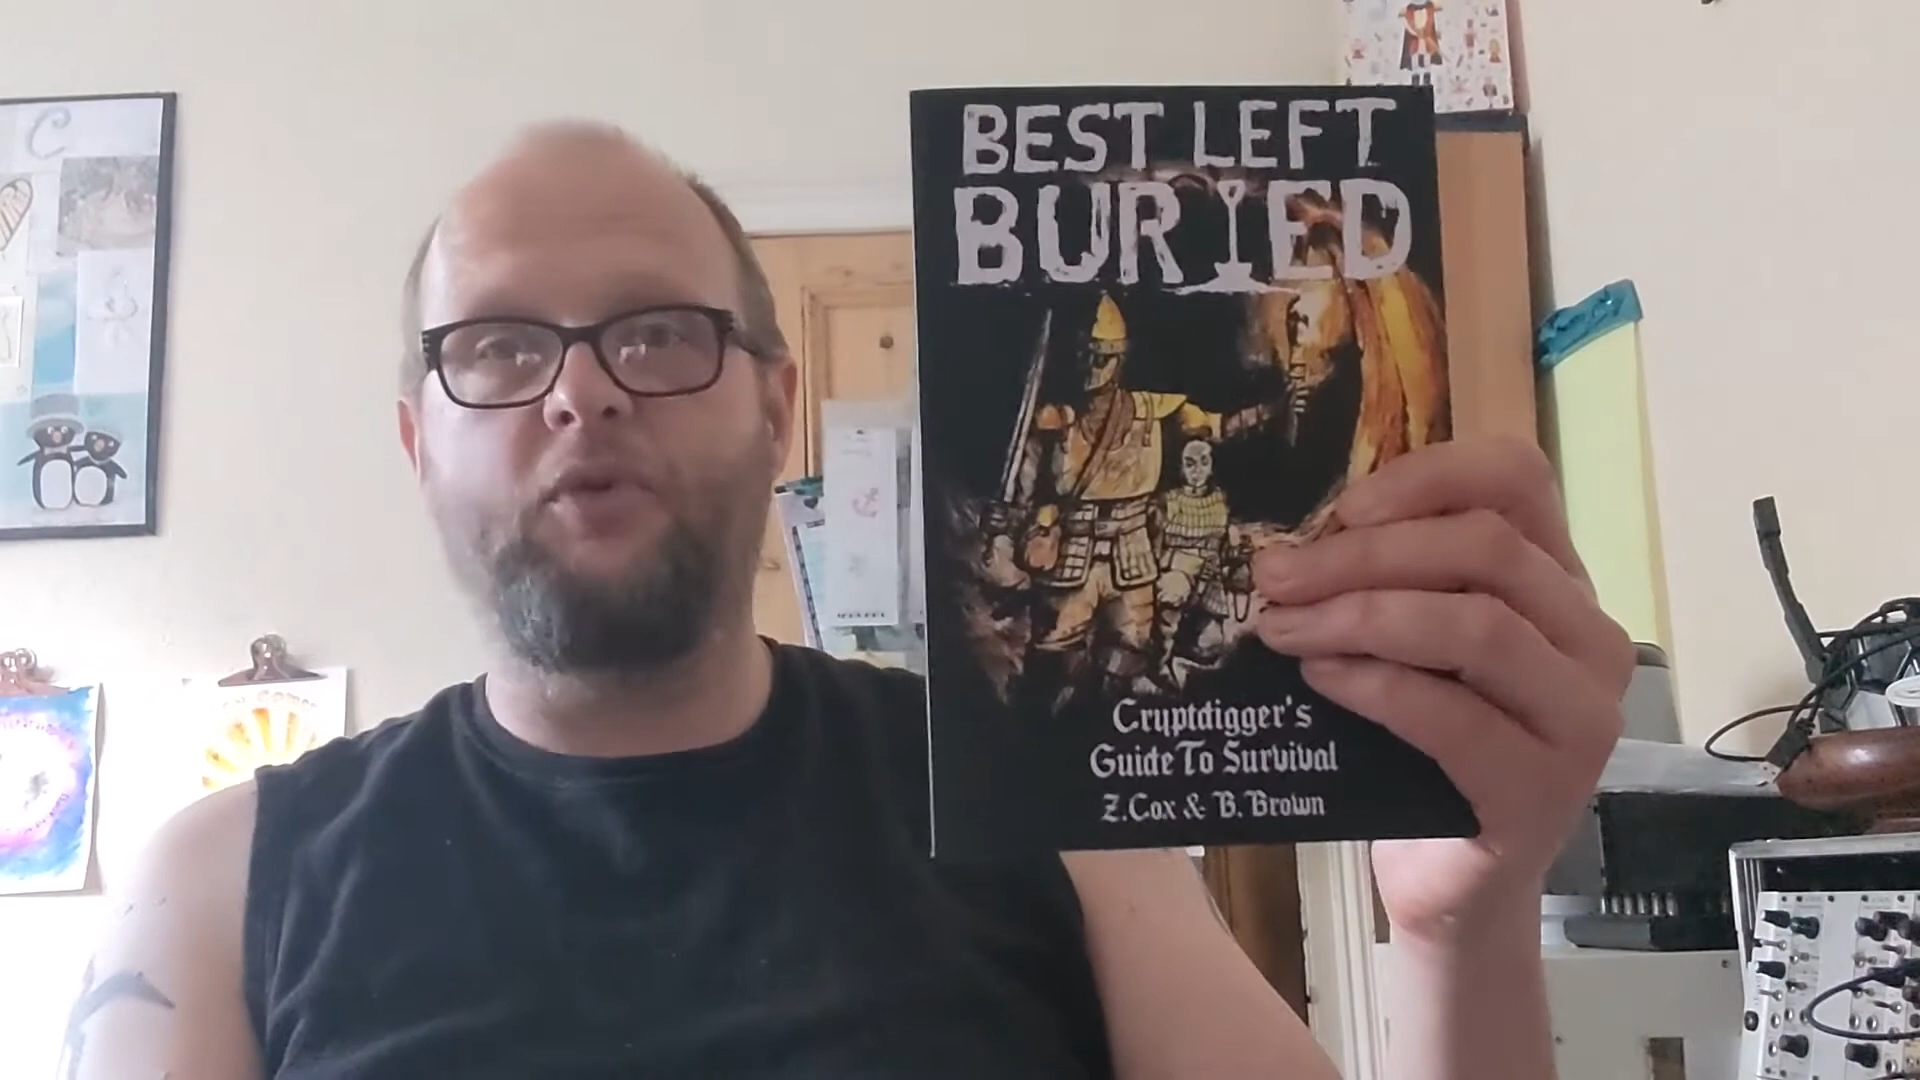 C
BEST LEFT
BURIED
Cryptdigger's
Guide To Survival
Z. Cox & B. Brown